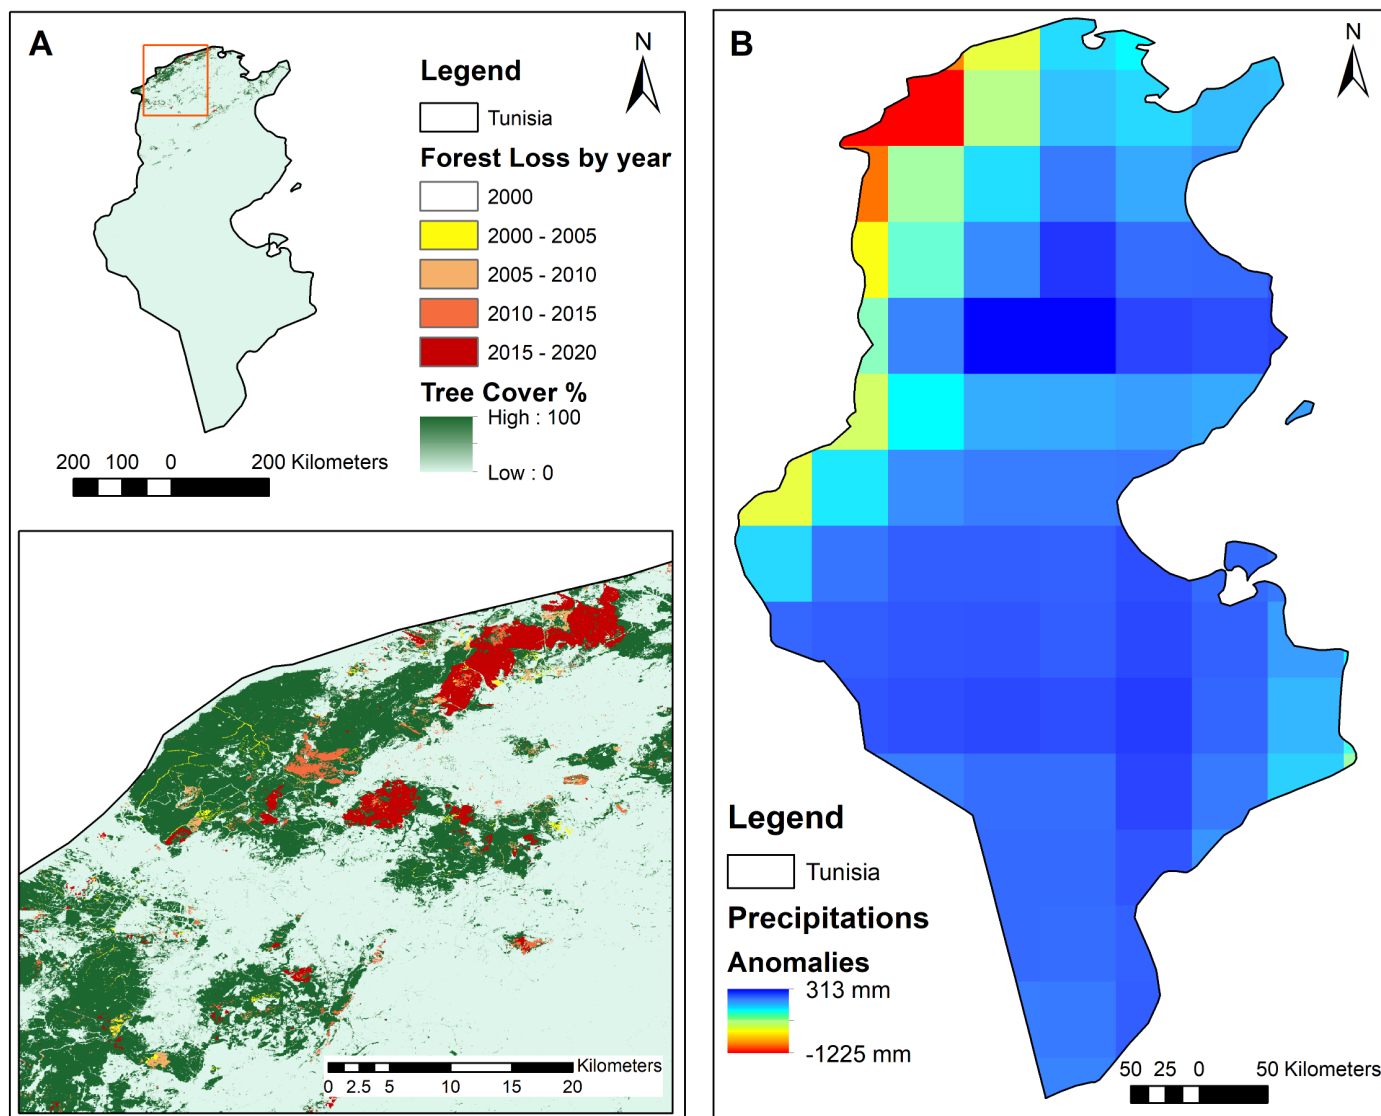 A
N
Legend
Tunisia
Forest Loss by year
2000
2000 - 2005
2005 - 2010
2010 - 2015
2015 - 2020
Tree Cover %
High : 100
Low : 0
200 100 0 200 Kilometers
Kilometers
0 2.5 5 10 15 20
B
N
Legend
Tunisia
Precipitations
Anomalies
313 mm
-1225 mm
50 25 0 50 Kilometers